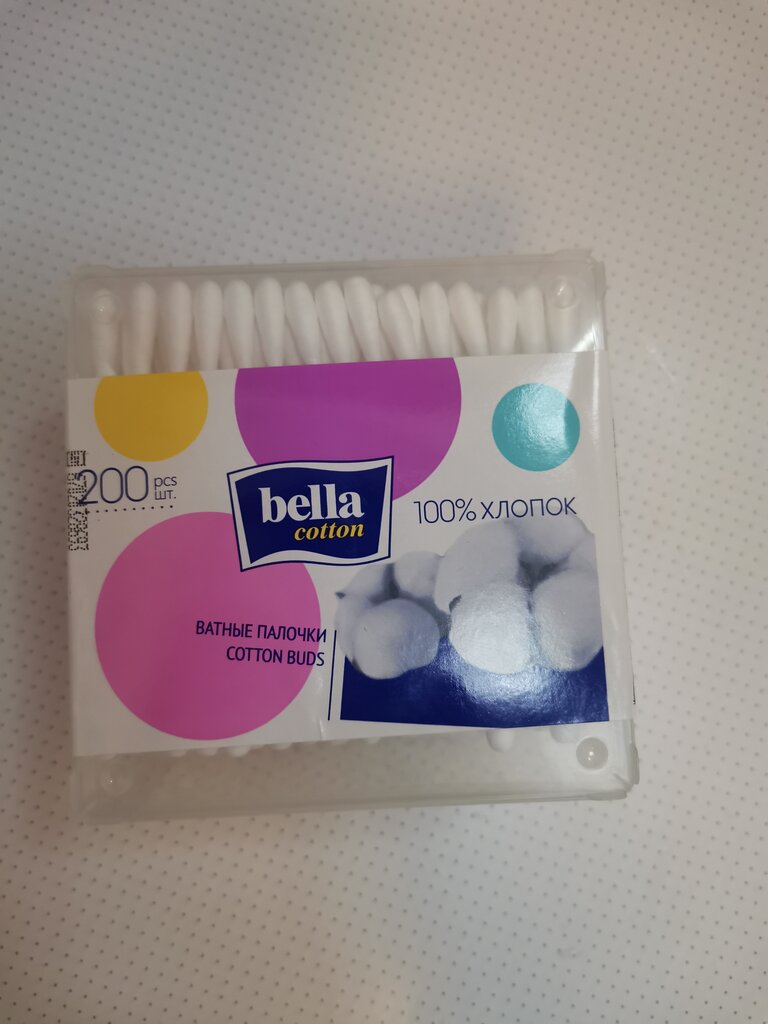 200 pcs
шт.
bella
cotton
100% ХЛОПОК
ВАТНЫЕ ПАЛОЧКИ
COTTON BUDS